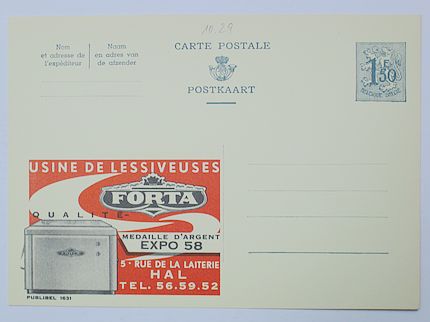 10.29
Nom
et adresse de
l'expéditeur
Naam
en adres van
de afzender
CARTE POSTALE
POSTKAART
1F50
BELGIQUE-BELGIË
USINE DE LESSIVEUSES
FORTA
QUALITÉ
MEDAILLE D'ARGENT
EXPO 58
5 - RUE DE LA LAITERIE
HAL
TEL. 56.59.52
PUBLIBEL 1631